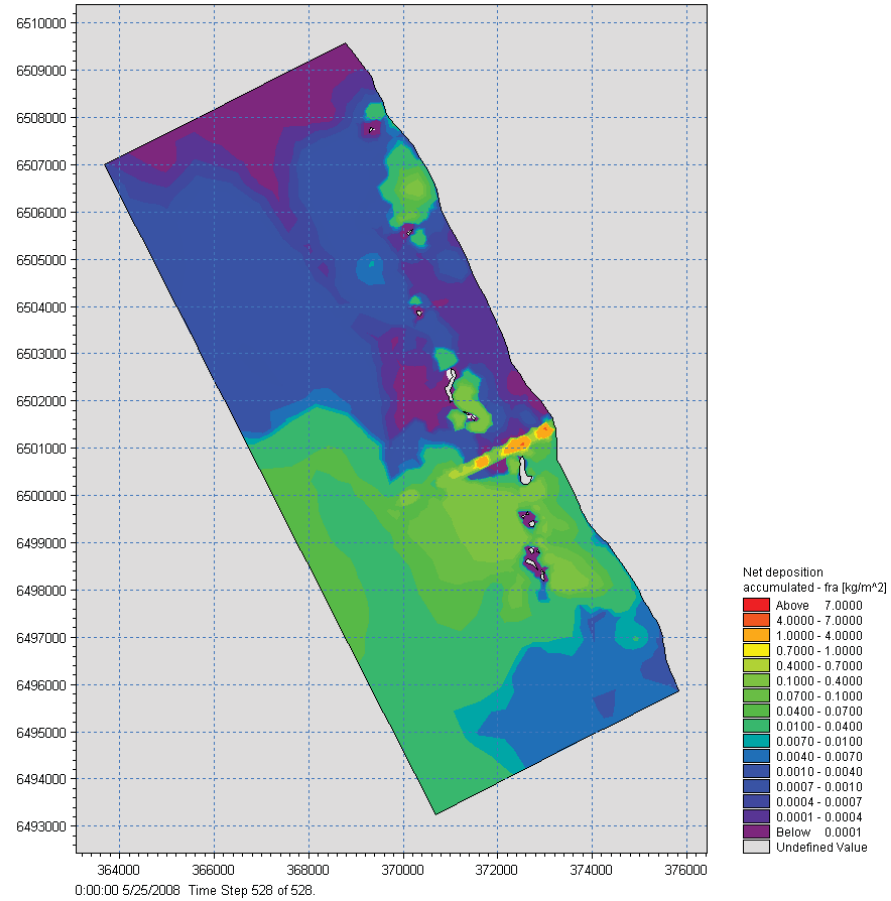 6510000
6509000
6508000
6507000
6506000
6505000
6504000
6503000
6502000
6501000
6500000
6499000
6498000
6497000
6496000
6495000
6494000
6493000
364000 366000 368000 370000 372000 374000 376000
0:00:00 5/25/2008 Time Step 528 of 528.
Net deposition
accumulated - fra [kg/m^2]
Above 7.0000
4.0000 - 7.0000
1.0000 - 4.0000
0.7000 - 1.0000
0.4000 - 0.7000
0.1000 - 0.4000
0.0700 - 0.1000
0.0400 - 0.0700
0.0100 - 0.0400
0.0070 - 0.0100
0.0040 - 0.0070
0.0010 - 0.0040
0.0007 - 0.0010
0.0004 - 0.0007
0.0001 - 0.0004
Below 0.0001
Undefined Value